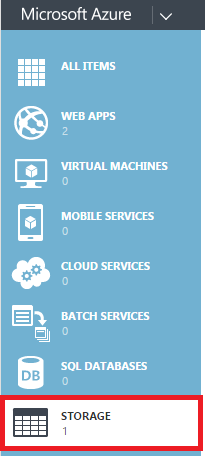 Microsoft Azure
ALL ITEMS
WEB APPS
2
VIRTUAL MACHINES
0
MOBILE SERVICES
0
CLOUD SERVICES
0
BATCH SERVICES
0
SQL DATABASES
0
DB
STORAGE
1